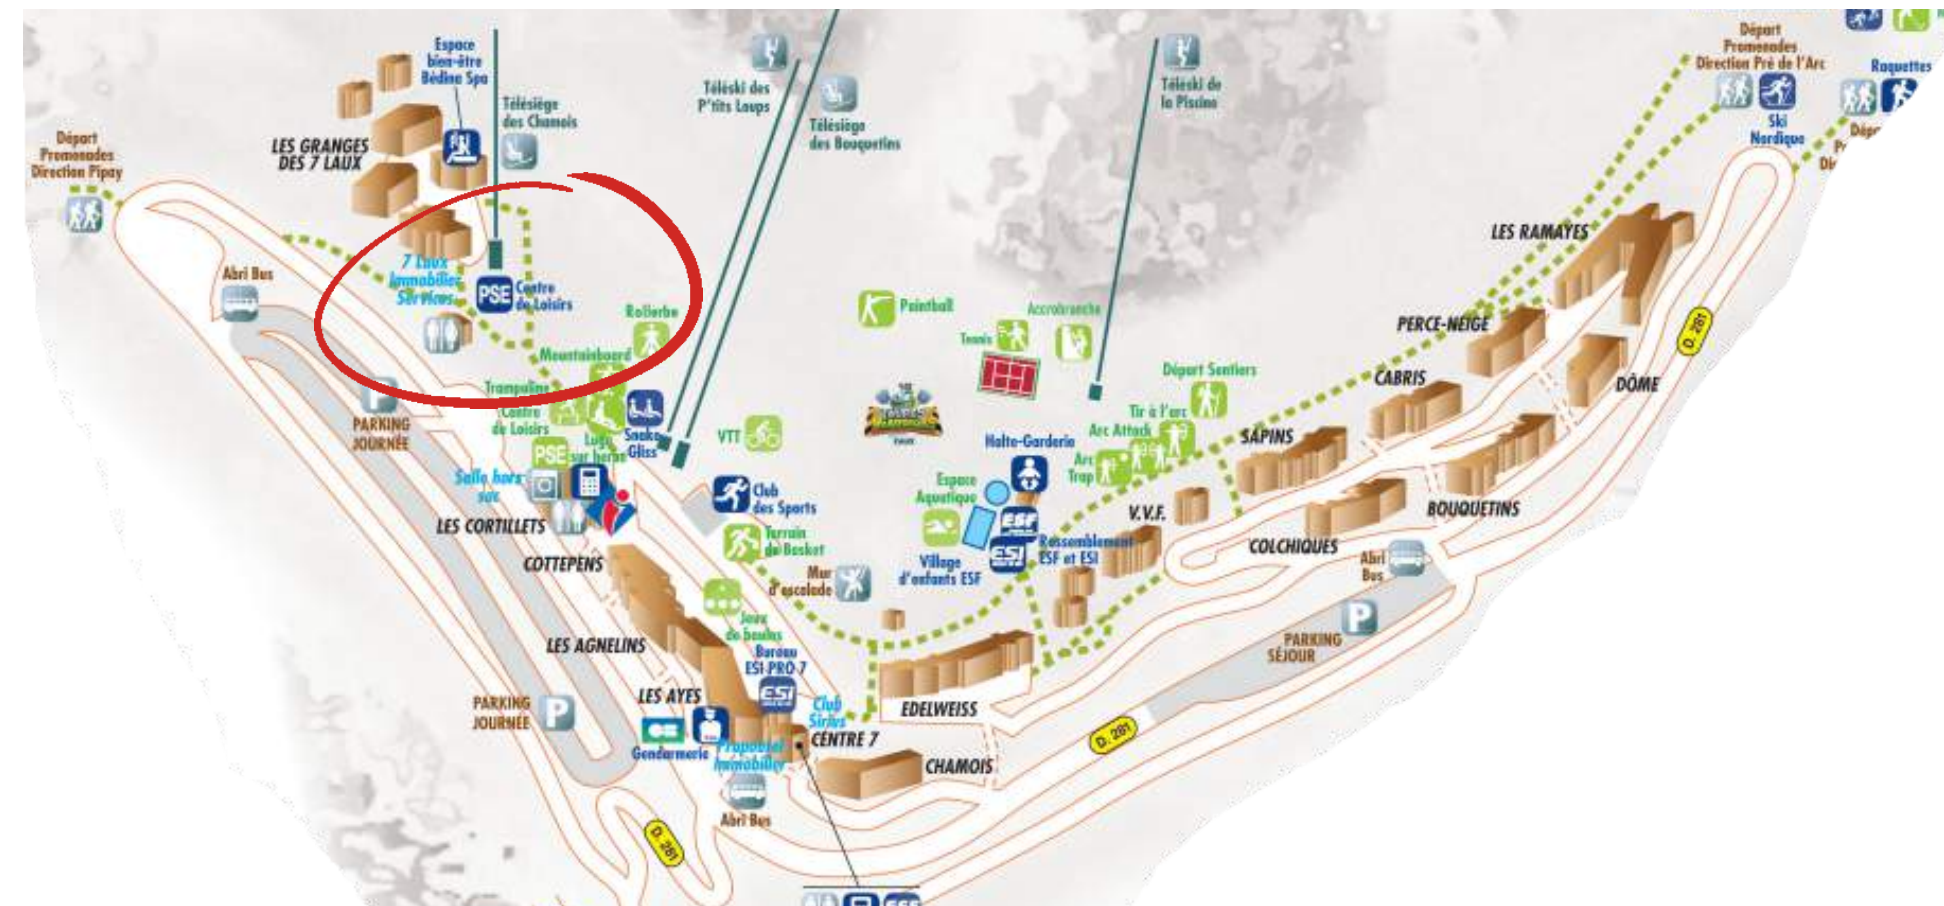 Espace
bien-être
Bédina Spa
Télésiège
des Chamois
LES GRANGES
DES 7 LAUX
Départ
Promenades
Direction Pipay
Abri Bus
7 Laux
Immobilier
Services
PSE
Centre
de Loisirs
Rollerbe
Mountainboard
Trampoline
Centre
de Loisirs
PSE
Luge
sur herbe
Snake
Gliss
P
PARKING
JOURNÉE
Salle hors
sac
LES CORTILLETS
COTTEPENS
LES AGNELINS
LES AYES
PARKING
JOURNÉE
P
Gendarmerie
Proposeet
Immobilier
Abri Bus
D. 281
Téléski des
P'tits Loups
Télésiège
des Bouquetins
Téléski de
la Piscine
Paintball
Tennis
Accrobranche
VTT
Club
des Sports
Terrain
de Basket
Mur
d'escalade
Jeux
de boules
Bureau
ESI-PRO 7
ESI
Club
Sirius
CENTRE 7
CHAMOIS
EDELWEISS
Halte-Garderie
Espace
Aquatique
Village
d'enfants ESF
ESF
ESI
Rassemblement
ESF et ESI
Départ Sentiers
Tir à l'arc
Arc Attack
Arc
Trap
V.V.F.
SAPINS
CABRIS
PERCE-NEIGE
LES RAMAYES
DÔME
BOUQUETINS
COLCHIQUES
Abri
Bus
P
PARKING
SÉJOUR
D. 281
D. 281
Départ
Promenades
Direction Pré de l'Arc
Ski
Nordique
Raquettes
Dép
P
Di
ESF